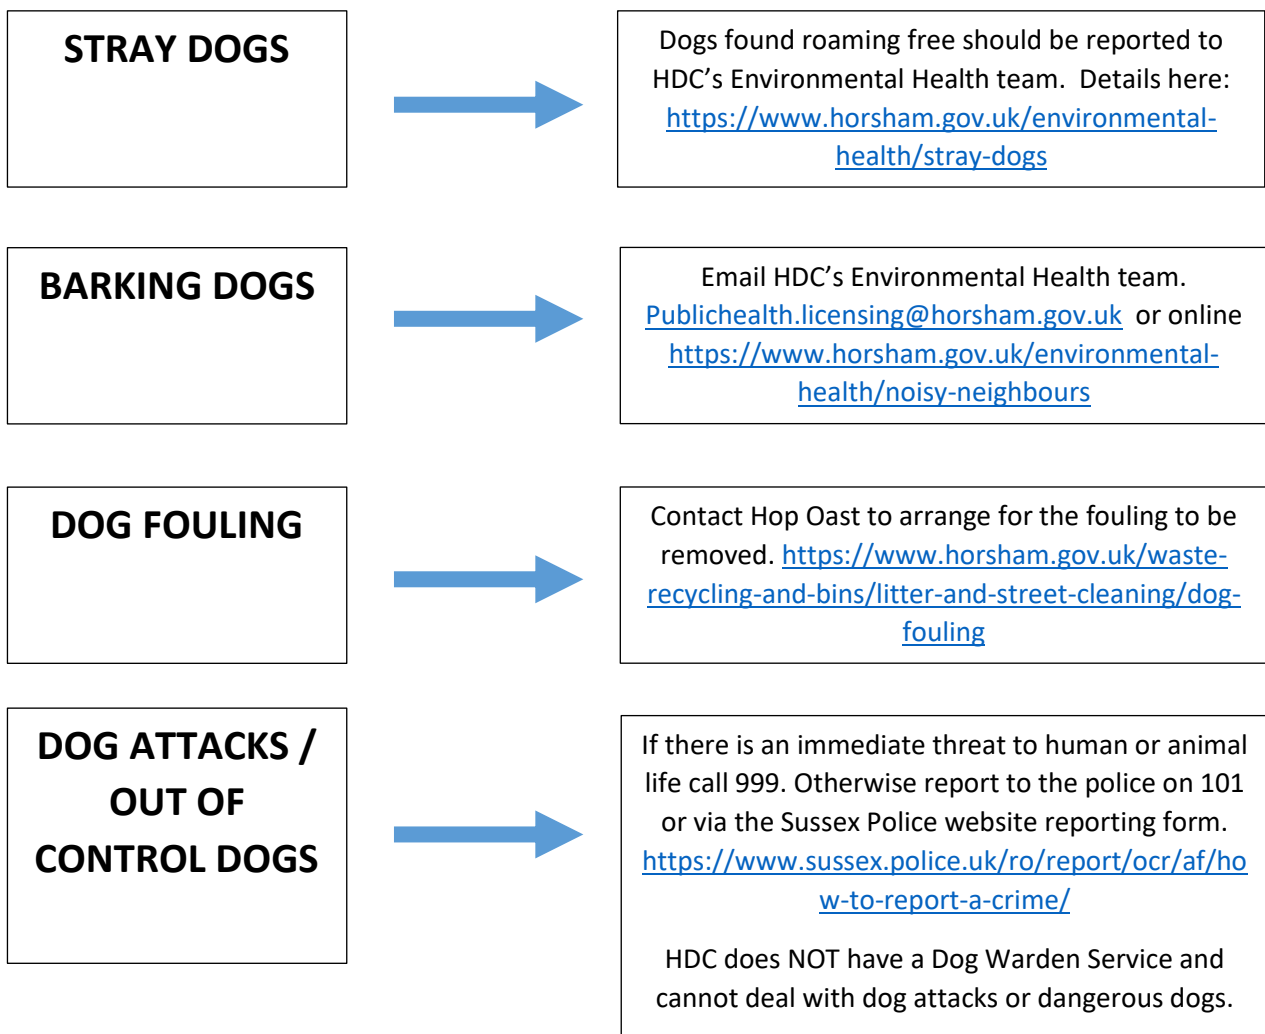 STRAY DOGS
Dogs found roaming free should be reported to
HDC’s Environmental Health team.  Details here:
https://www.horsham.gov.uk/environmental-
health/stray-dogs
BARKING DOGS
Email HDC’s Environmental Health team.
Publichealth.licensing@horsham.gov.uk  or online
https://www.horsham.gov.uk/environmental-
health/noisy-neighbours
DOG FOULING
Contact Hop Oast to arrange for the fouling to be
removed. https://www.horsham.gov.uk/waste-
recycling-and-bins/litter-and-street-cleaning/dog-
fouling
DOG ATTACKS /
OUT OF
CONTROL DOGS
If there is an immediate threat to human or animal
life call 999. Otherwise report to the police on 101
or via the Sussex Police website reporting form.
https://www.sussex.police.uk/ro/report/ocr/af/ho
w-to-report-a-crime/
HDC does NOT have a Dog Warden Service and
cannot deal with dog attacks or dangerous dogs.